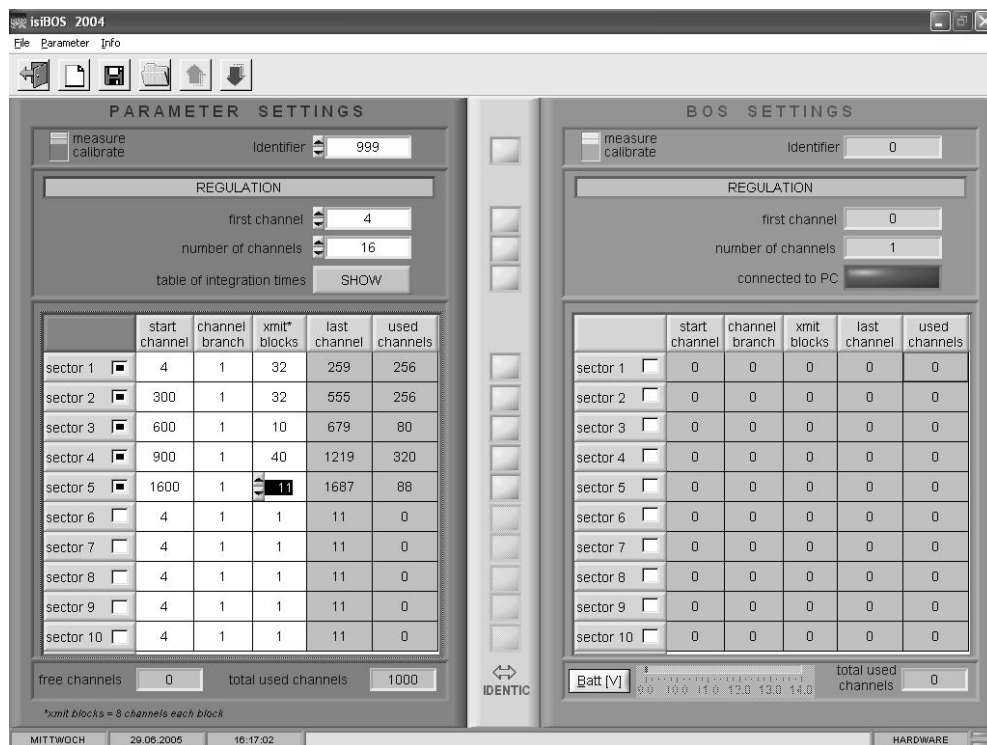 isiBOS 2004
File Parameter Info
PARAMETER SETTINGS
measure
calibrate
Identifier 999
REGULATION
first channel 4
number of channels 16
table of integration times SHOW
start channel channel branch xmit* blocks last channel used channels
sector 1 4 1 32 259 256
sector 2 300 1 32 555 256
sector 3 600 1 10 679 80
sector 4 900 1 40 1219 320
sector 5 1600 1 11 1687 88
sector 6 4 1 1 11 0
sector 7 4 1 1 11 0
sector 8 4 1 1 11 0
sector 9 4 1 1 11 0
sector 10 4 1 1 11 0
free channels 0 total used channels 1000
*xmit blocks = 8 channels each block
IDENTIC
BOS SETTINGS
measure
calibrate
Identifier 0
REGULATION
first channel 0
number of channels 1
connected to PC
start channel channel branch xmit blocks last channel used channels
sector 1 0 0 0 0 0
sector 2 0 0 0 0 0
sector 3 0 0 0 0 0
sector 4 0 0 0 0 0
sector 5 0 0 0 0 0
sector 6 0 0 0 0 0
sector 7 0 0 0 0 0
sector 8 0 0 0 0 0
sector 9 0 0 0 0 0
sector 10 0 0 0 0 0
Batt [V] 9.0 10.0 11.0 12.0 13.0 14.0 total used channels 0
MITTWOCH 29.06.2005 16:17:02 HARDWARE